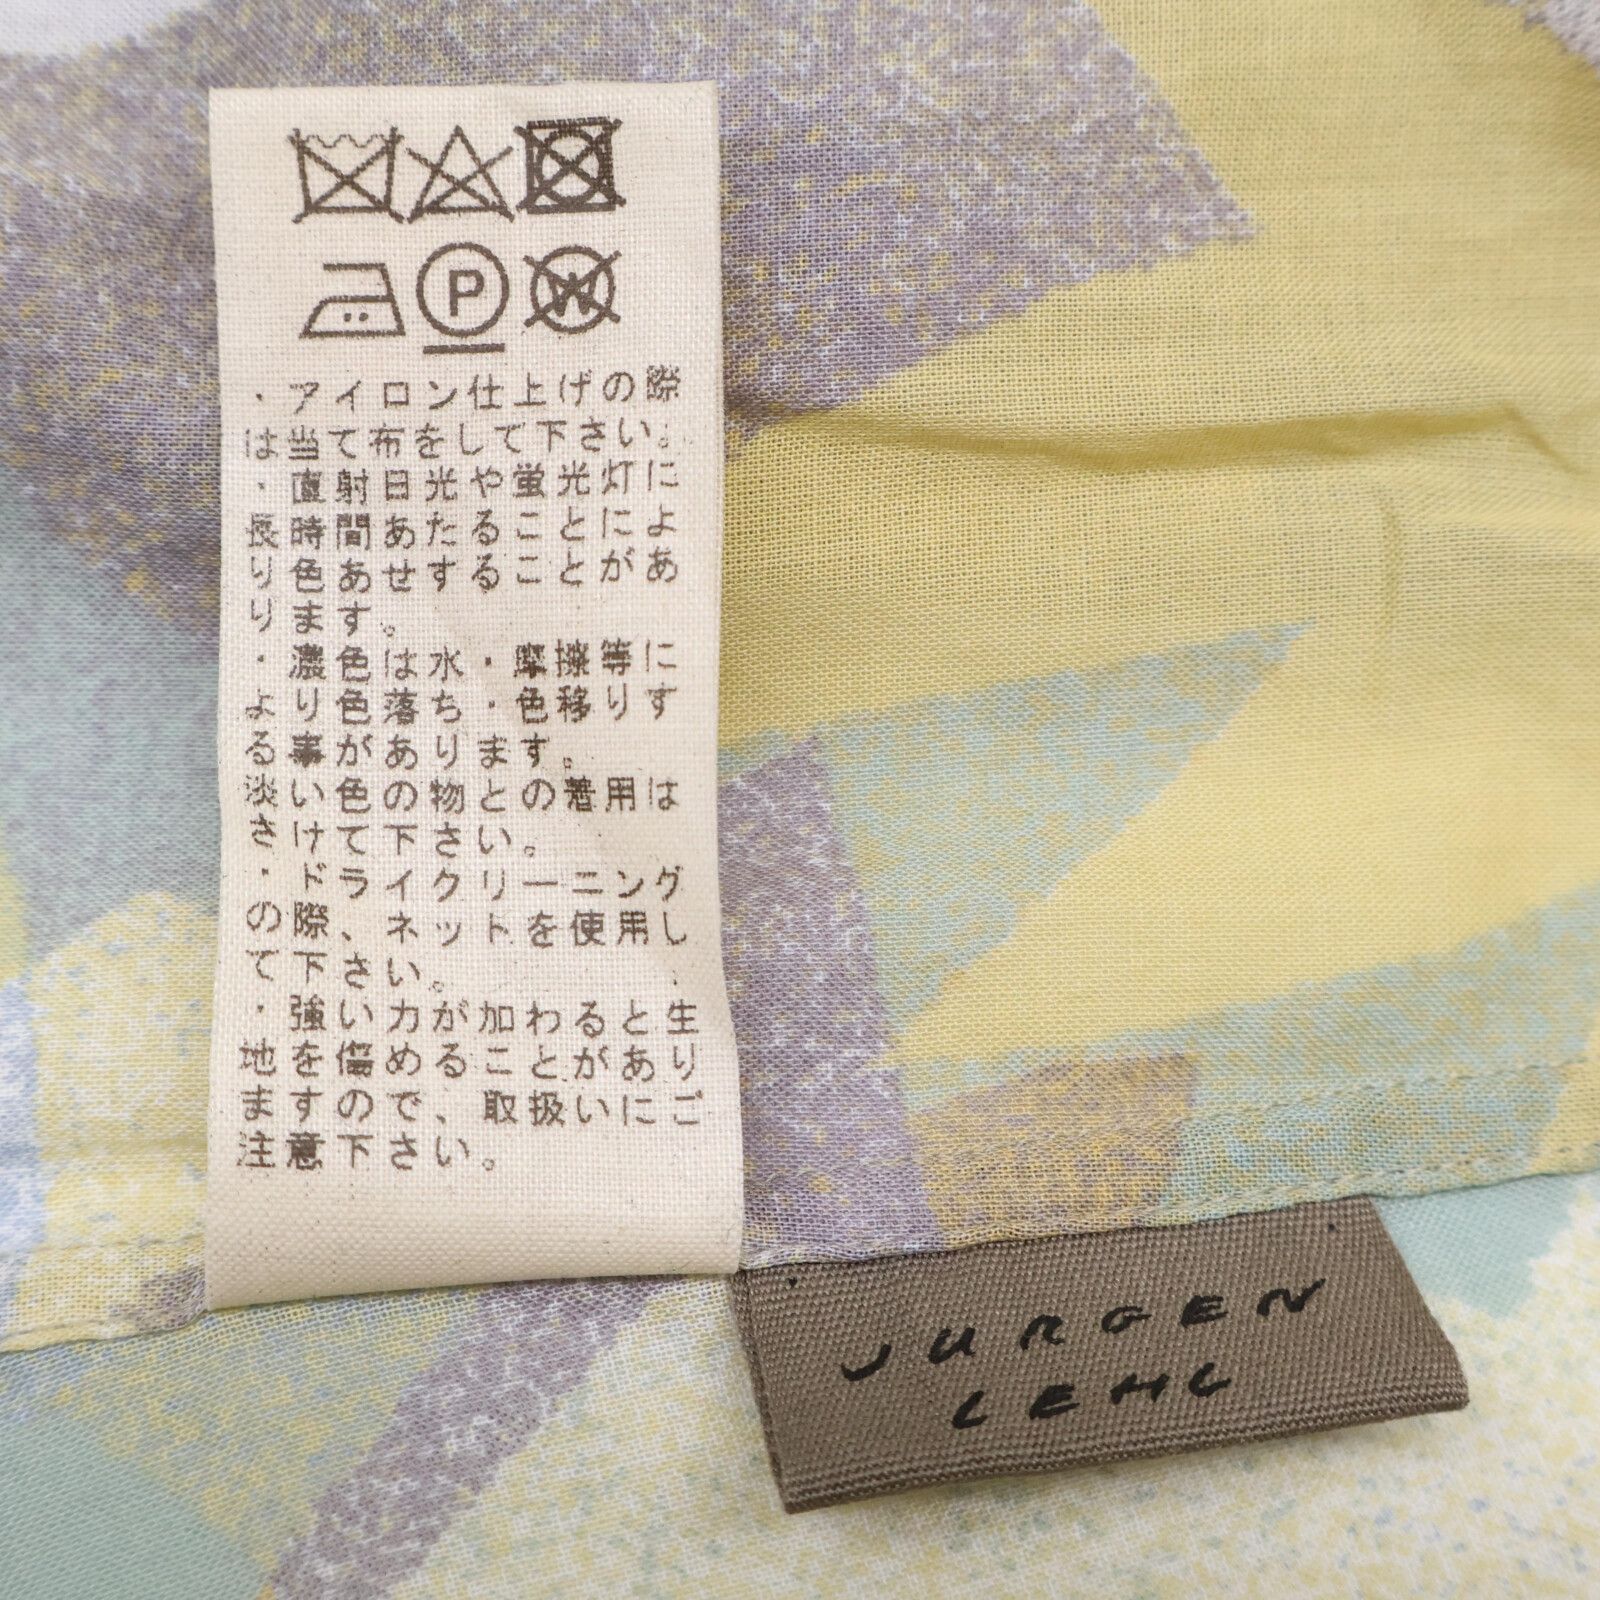 P
W
・アイロン仕上げの際
は当て布をして下さい。
・直射日光や蛍光灯に
長時間あたることによ
り色あせすることがあ
ります。
・濃色は水・摩擦等に
より色落ち・色移りす
る事があります。
淡い色の物との着用は
さけて下さい。
・ドライクリーニング
の際、ネットを使用し
て下さい。
・強い力が加わると生
地を傷めることがあり
ますので、取扱いにご
注意下さい。
JURGEN
LEHL